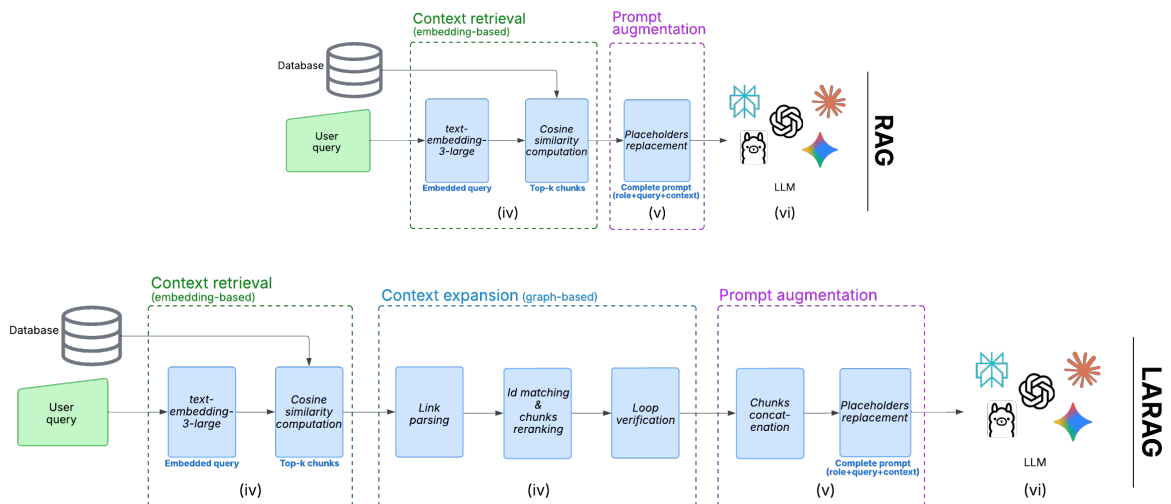 Context retrieval
(embedding-based)
Prompt
augmentation
Database
User
query
text-
embedding-
3-large
Cosine
similarity
computation
Placeholders
replacement
Embedded query
Top-k chunks
Complete prompt
(role+query+context)
LLM
(iv)
(v)
(vi)
RAG
Context retrieval
(embedding-based)
Context expansion (graph-based)
Prompt augmentation
Database
User
query
text-
embedding-
3-large
Cosine
similarity
computation
Link
parsing
Id matching
&
chunks
reranking
Loop
verification
Chunks
concat-
enation
Placeholders
replacement
Embedded query
Top-k chunks
Complete prompt
(role+query+context)
LLM
(iv)
(iv)
(v)
(vi)
LARAG